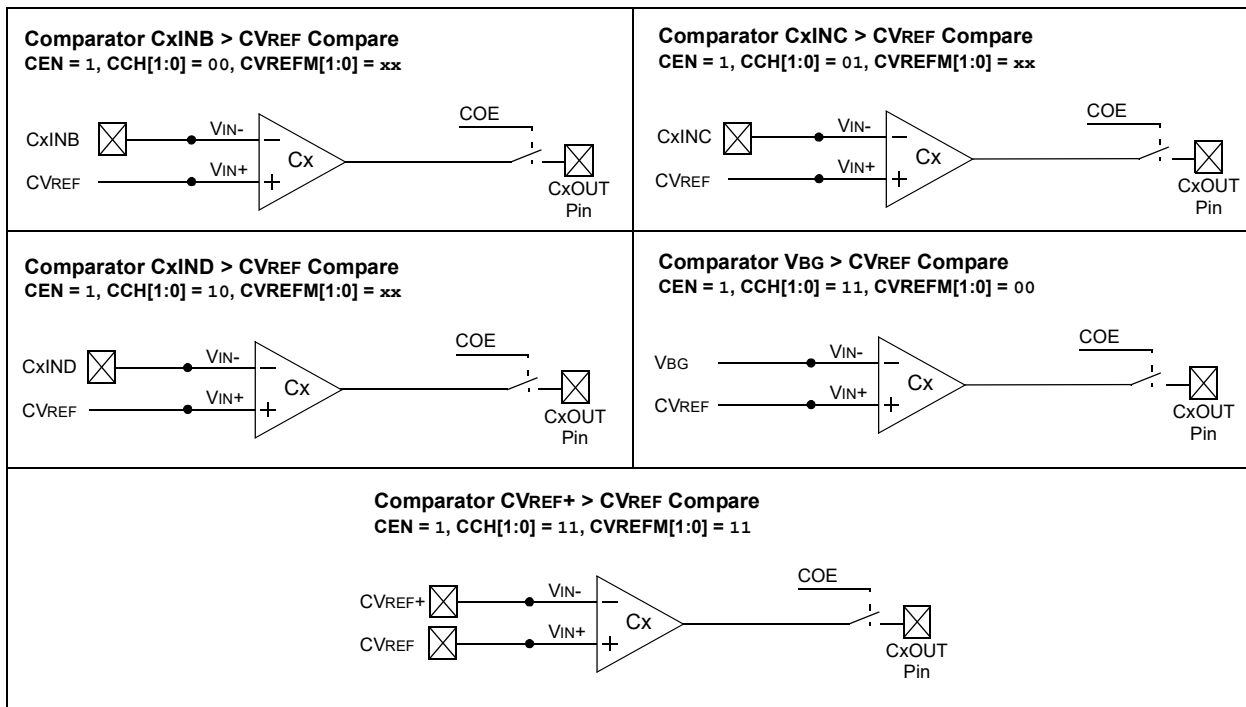 Comparator CxINB > CVREF Compare
CEN = 1, CCH[1:0] = 00, CVREFM[1:0] = xx
COE
CxINB
VIN-
Cx
CVREF
VIN+
CxOUT
Pin
Comparator CxINC > CVREF Compare
CEN = 1, CCH[1:0] = 01, CVREFM[1:0] = xx
COE
CxINC
VIN-
Cx
CVREF
VIN+
CxOUT
Pin
Comparator CxIND > CVREF Compare
CEN = 1, CCH[1:0] = 10, CVREFM[1:0] = xx
COE
CxIND
VIN-
Cx
CVREF
VIN+
CxOUT
Pin
Comparator VBG > CVREF Compare
CEN = 1, CCH[1:0] = 11, CVREFM[1:0] = 00
COE
VBG
VIN-
Cx
CVREF
VIN+
CxOUT
Pin
Comparator CVREF+ > CVREF Compare
CEN = 1, CCH[1:0] = 11, CVREFM[1:0] = 11
COE
CVREF+
VIN-
Cx
CVREF
VIN+
CxOUT
Pin